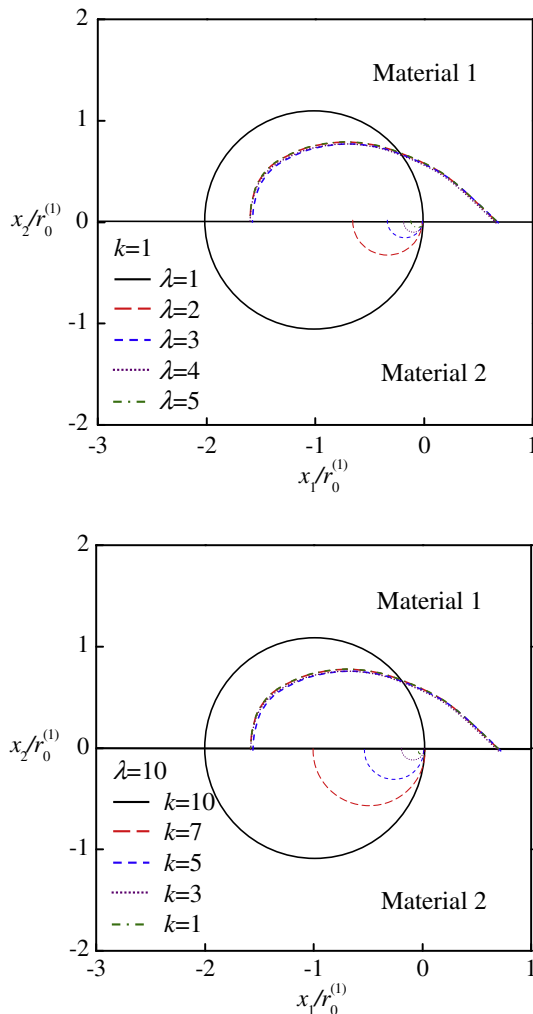 2
Material 1
1
x₂/r₀⁽¹⁾
0
k=1
λ=1
λ=2
-1
λ=3
λ=4
Material 2
λ=5
-2
-3 -2 -1 0 1
x₁/r₀⁽¹⁾
2
Material 1
1
x₂/r₀⁽¹⁾
0
λ=10
k=10
k=7
-1
k=5
k=3
Material 2
k=1
-2
-3 -2 -1 0 1
x₁/r₀⁽¹⁾